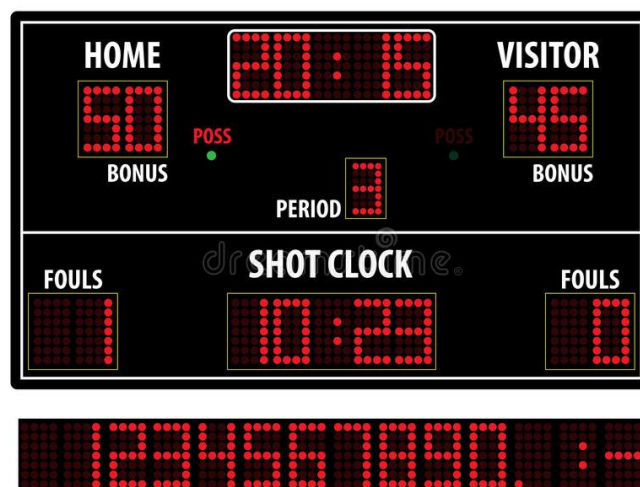 HOME 20:15 VISITOR
50 45
POSS POSS
BONUS BONUS
PERIOD 3
dreamstime
SHOT CLOCK
FOULS FOULS
1 10:23 0
1234567890. : -